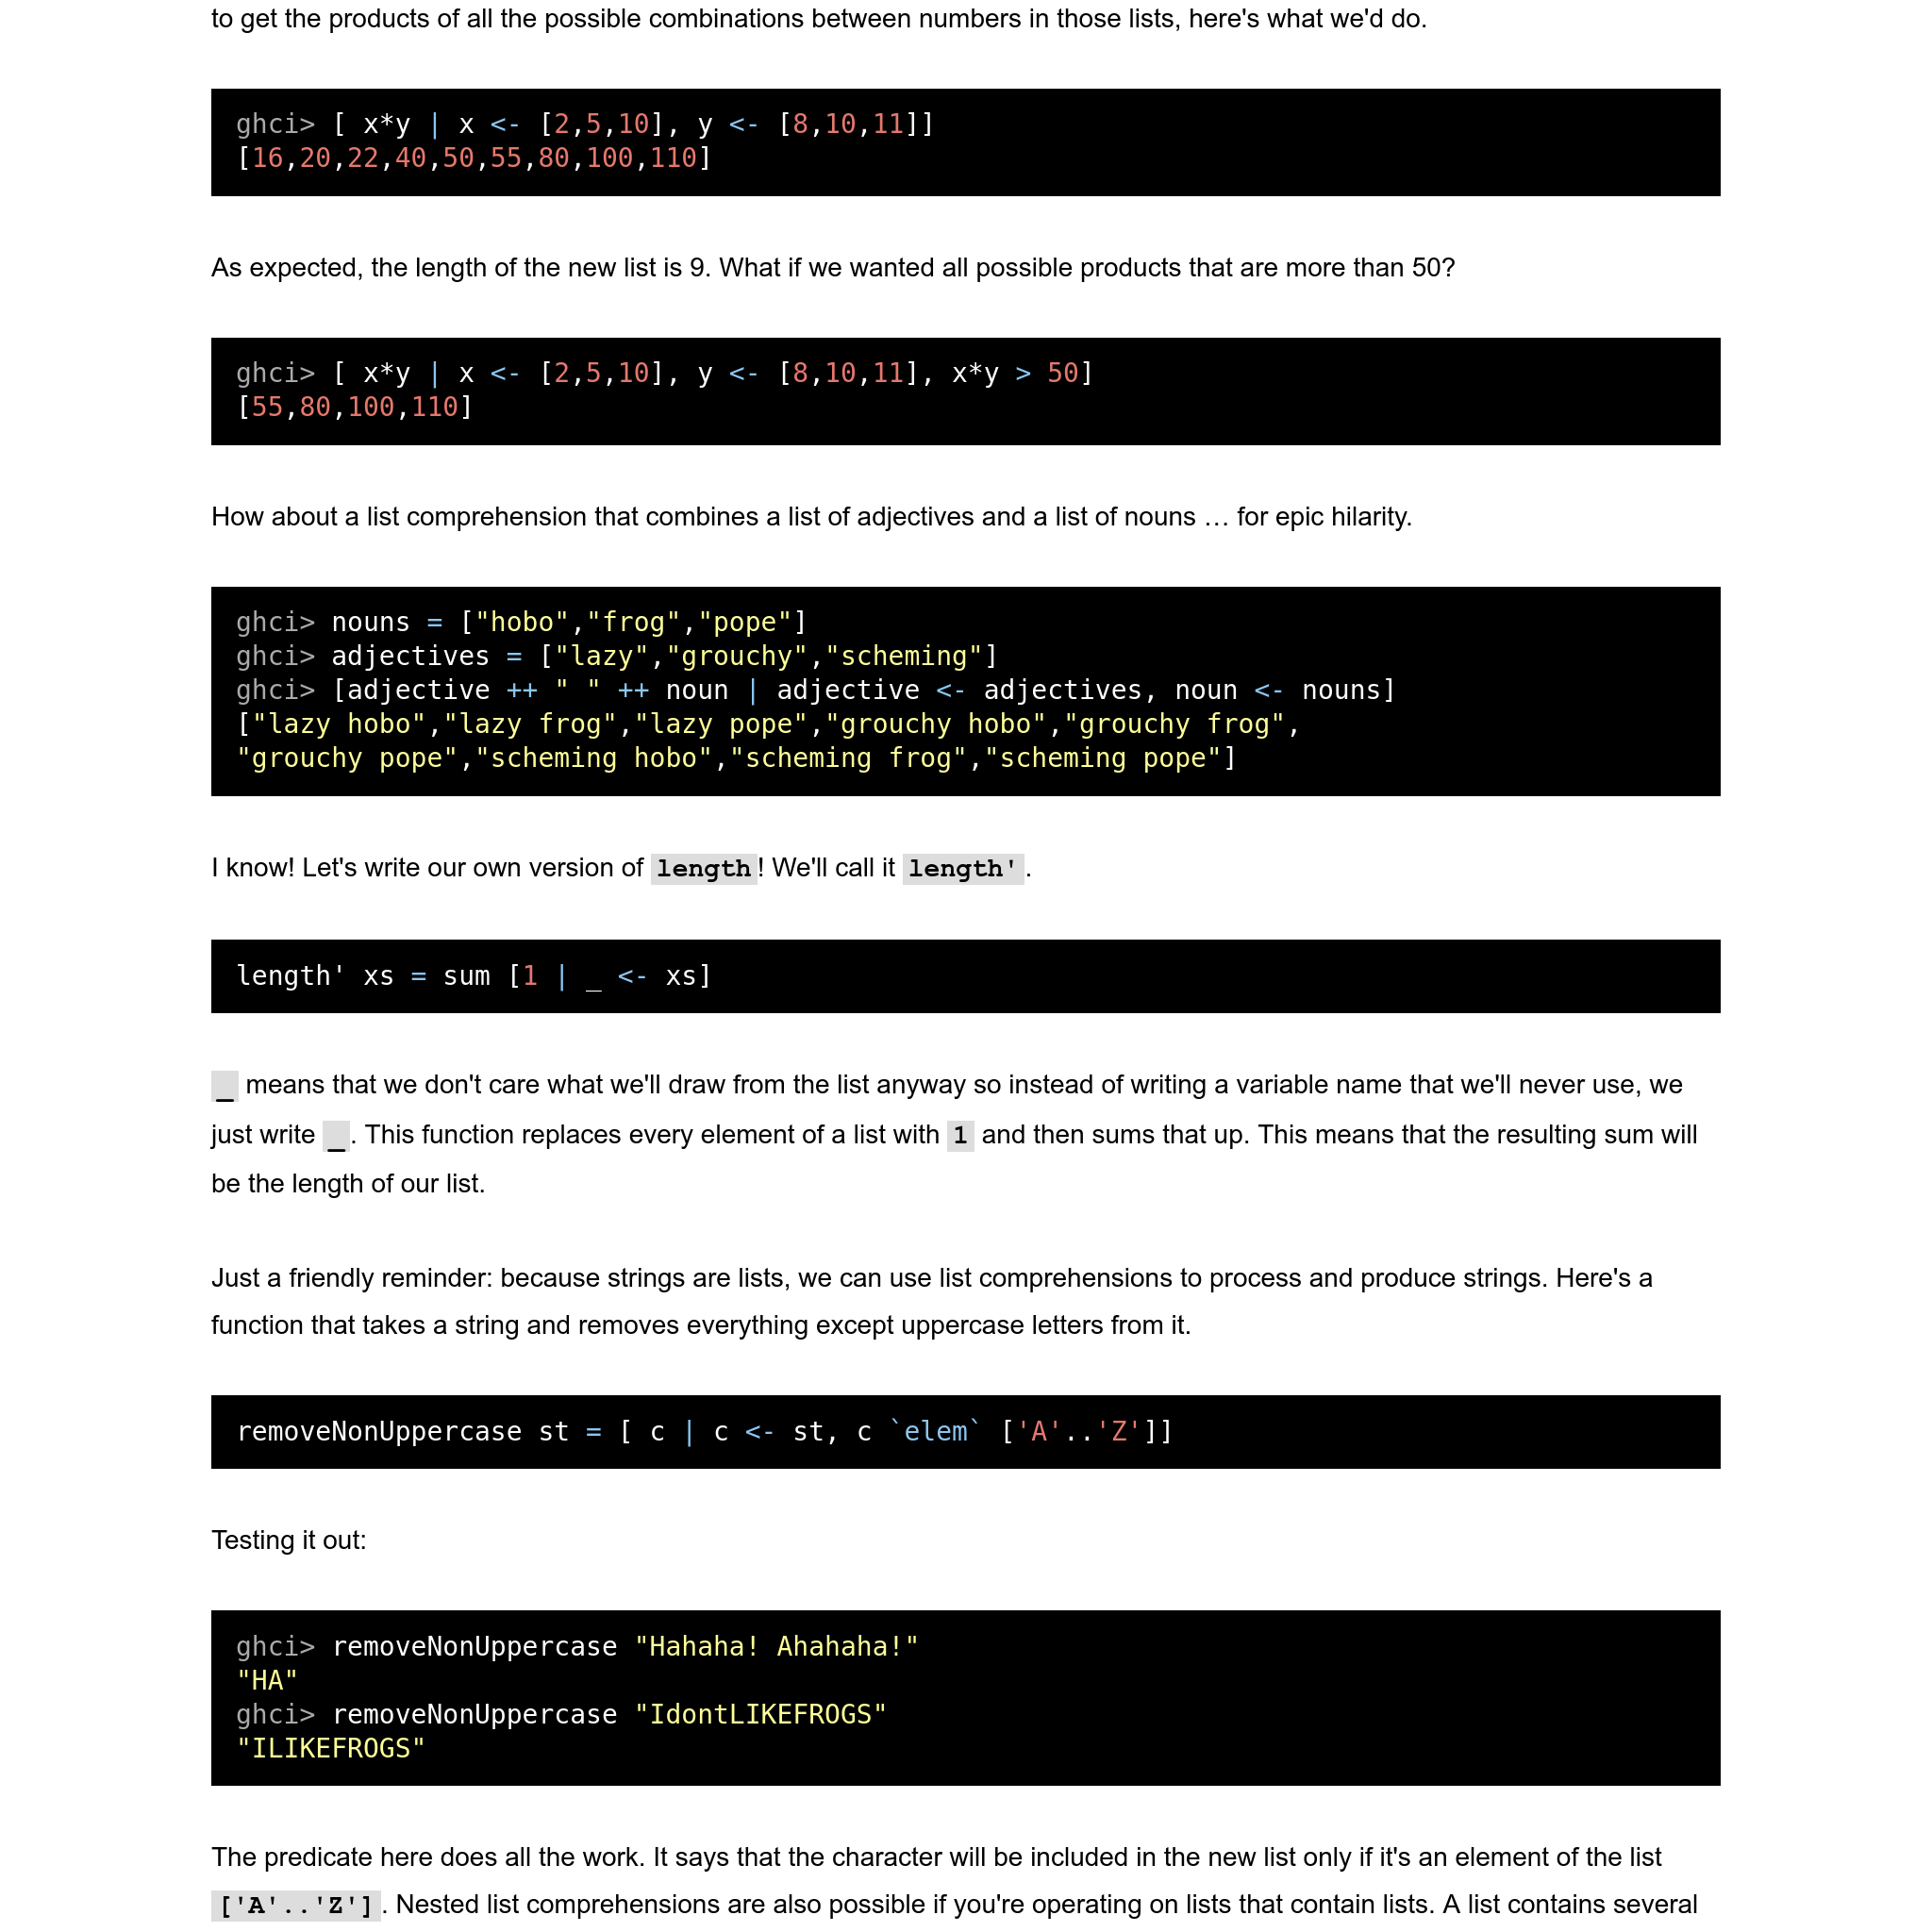 to get the products of all the possible combinations between numbers in those lists, here's what we'd do.
ghci> [ x*y | x <- [2,5,10], y <- [8,10,11]]
[16,20,22,40,50,55,80,100,110]
As expected, the length of the new list is 9. What if we wanted all possible products that are more than 50?
ghci> [ x*y | x <- [2,5,10], y <- [8,10,11], x*y > 50]
[55,80,100,110]
How about a list comprehension that combines a list of adjectives and a list of nouns … for epic hilarity.
ghci> nouns = ["hobo","frog","pope"]
ghci> adjectives = ["lazy","grouchy","scheming"]
ghci> [adjective ++ " " ++ noun | adjective <- adjectives, noun <- nouns]
["lazy hobo","lazy frog","lazy pope","grouchy hobo","grouchy frog",
"grouchy pope","scheming hobo","scheming frog","scheming pope"]
I know! Let's write our own version of length! We'll call it length'.
length' xs = sum [1 | _ <- xs]
_ means that we don't care what we'll draw from the list anyway so instead of writing a variable name that we'll never use, we
just write _. This function replaces every element of a list with 1 and then sums that up. This means that the resulting sum will
be the length of our list.
Just a friendly reminder: because strings are lists, we can use list comprehensions to process and produce strings. Here's a
function that takes a string and removes everything except uppercase letters from it.
removeNonUppercase st = [ c | c <- st, c `elem` ['A'..'Z']]
Testing it out:
ghci> removeNonUppercase "Hahaha! Ahahaha!"
"HA"
ghci> removeNonUppercase "IdontLIKEFROGS"
"ILIKEFROGS"
The predicate here does all the work. It says that the character will be included in the new list only if it's an element of the list
['A'..'Z']. Nested list comprehensions are also possible if you're operating on lists that contain lists. A list contains several